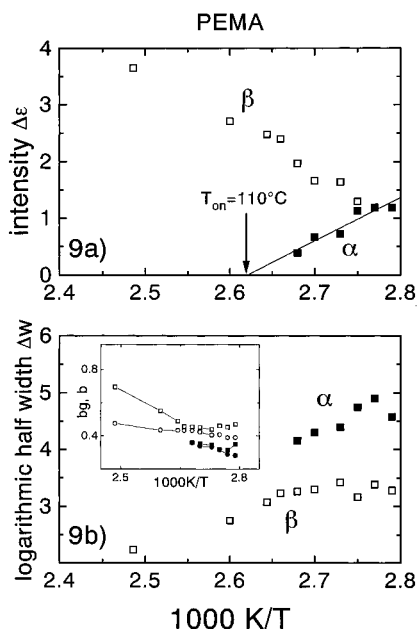 PEMA
intensity Δε
4
3
2
1
0
β
T_on=110°C
α
9a)
2.4 2.5 2.6 2.7 2.8
logarithmic half width Δw
6
5
4
3
2
bg, b
0.8
0.4
2.5 2.8
1000K/T
α
β
9b)
2.4 2.5 2.6 2.7 2.8
1000 K/T